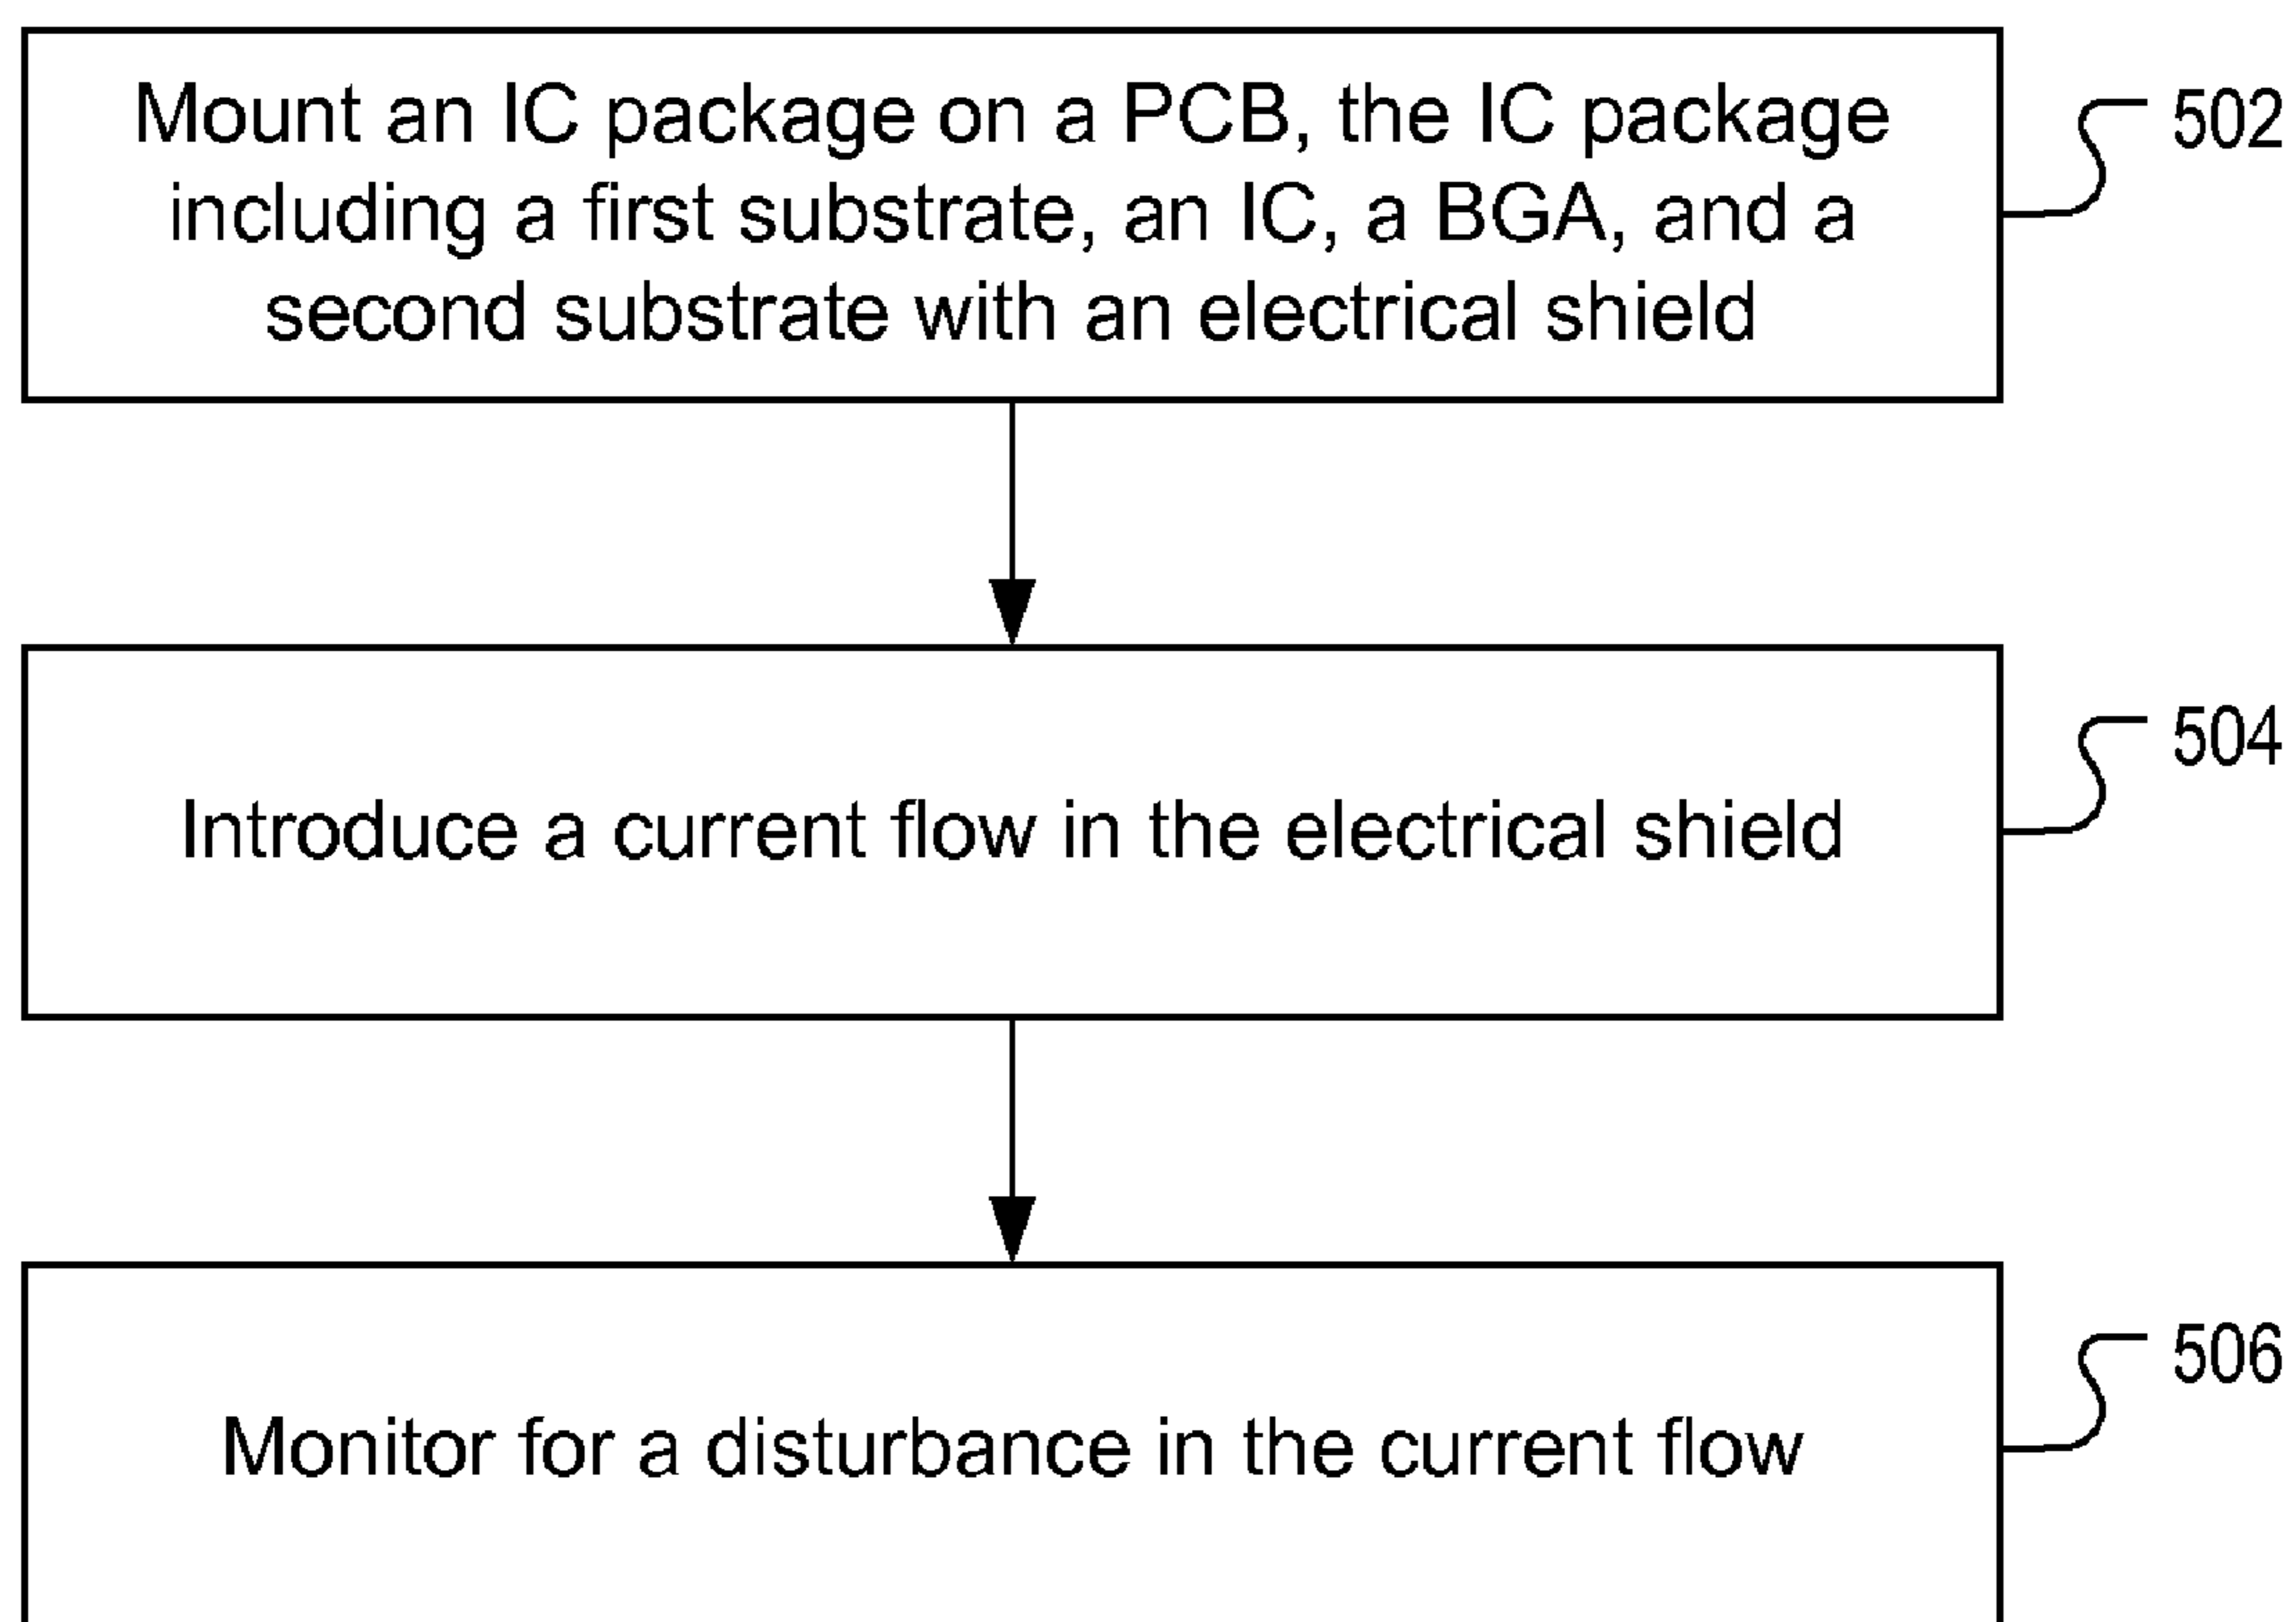 Mount an IC package on a PCB, the IC package
including a first substrate, an IC, a BGA, and a
second substrate with an electrical shield
502
Introduce a current flow in the electrical shield
504
Monitor for a disturbance in the current flow
506